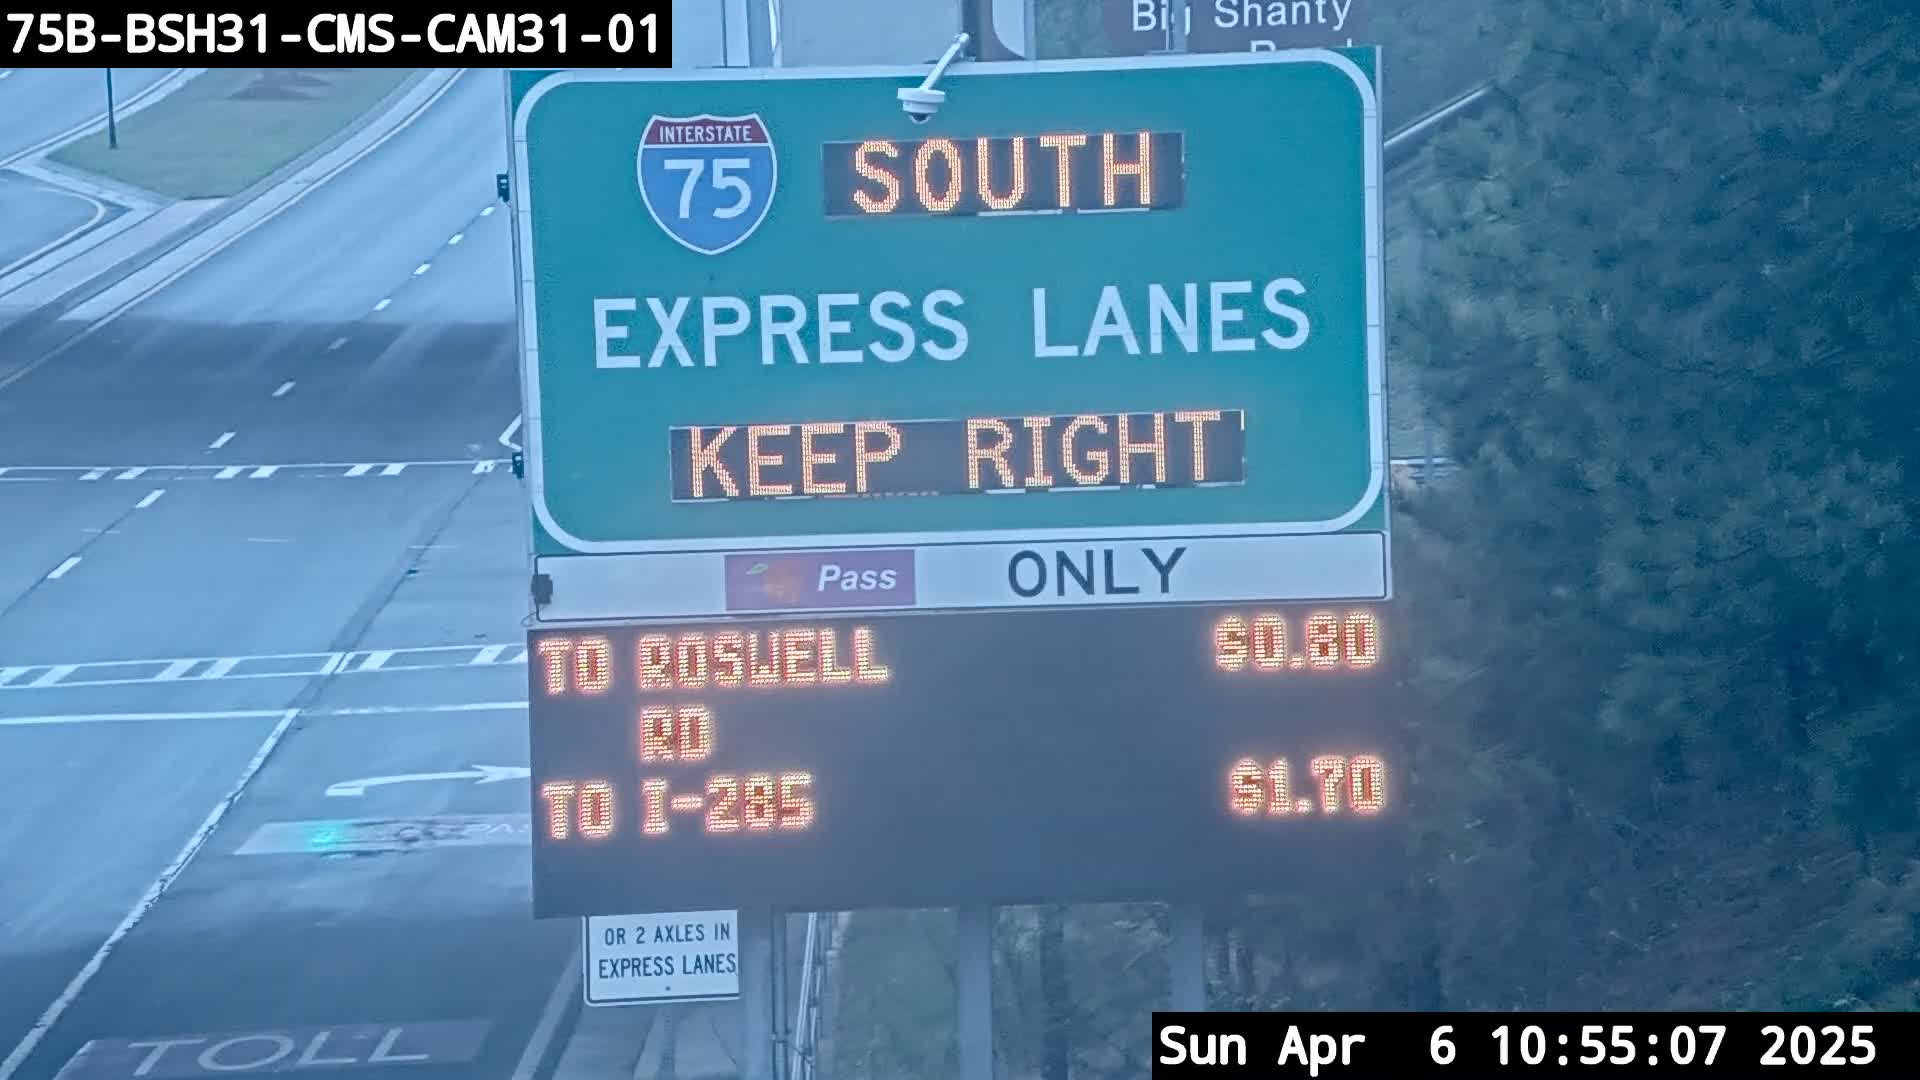 75B-BSH31-CMS-CAM31-01
Big Shanty
INTERSTATE
75
SOUTH
EXPRESS LANES
KEEP RIGHT
Pass ONLY
TO ROSWELL $0.80
RD
TO I-285 $1.70
OR 2 AXLES IN
EXPRESS LANES
TOLL
Sun Apr 6 10:55:07 2025